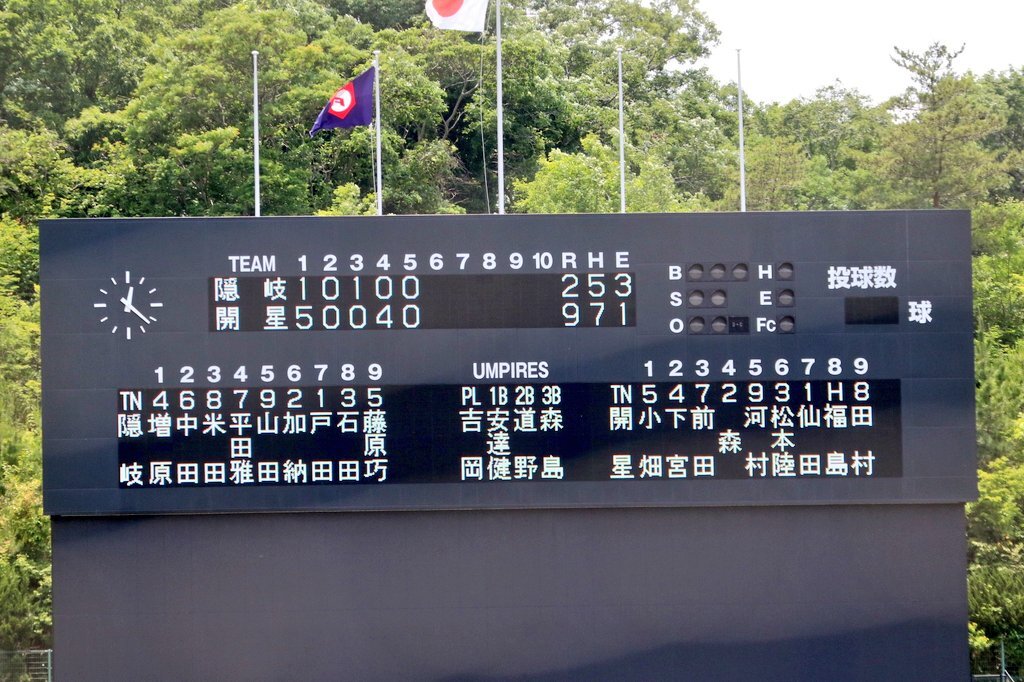 TEAM 1 2 3 4 5 6 7 8 9 10 R H E
隠岐 1 0 1 0 0 2 5 3
開星 5 0 0 4 0 9 7 1
B H
S E
O Fc
投球数
球
1 2 3 4 5 6 7 8 9
TN 4 6 8 7 9 2 1 3 5
隠岐 増原 中田 米田 平田雅 山田 加納 戸田 石田 藤原巧
UMPIRES
PL 1B 2B 3B
吉岡 安達健 道野 森島
1 2 3 4 5 6 7 8 9
TN 5 4 7 2 9 3 1 H 8
開星 小畑 下宮 前田 森 河村 松本陸 仙田 福島 田村